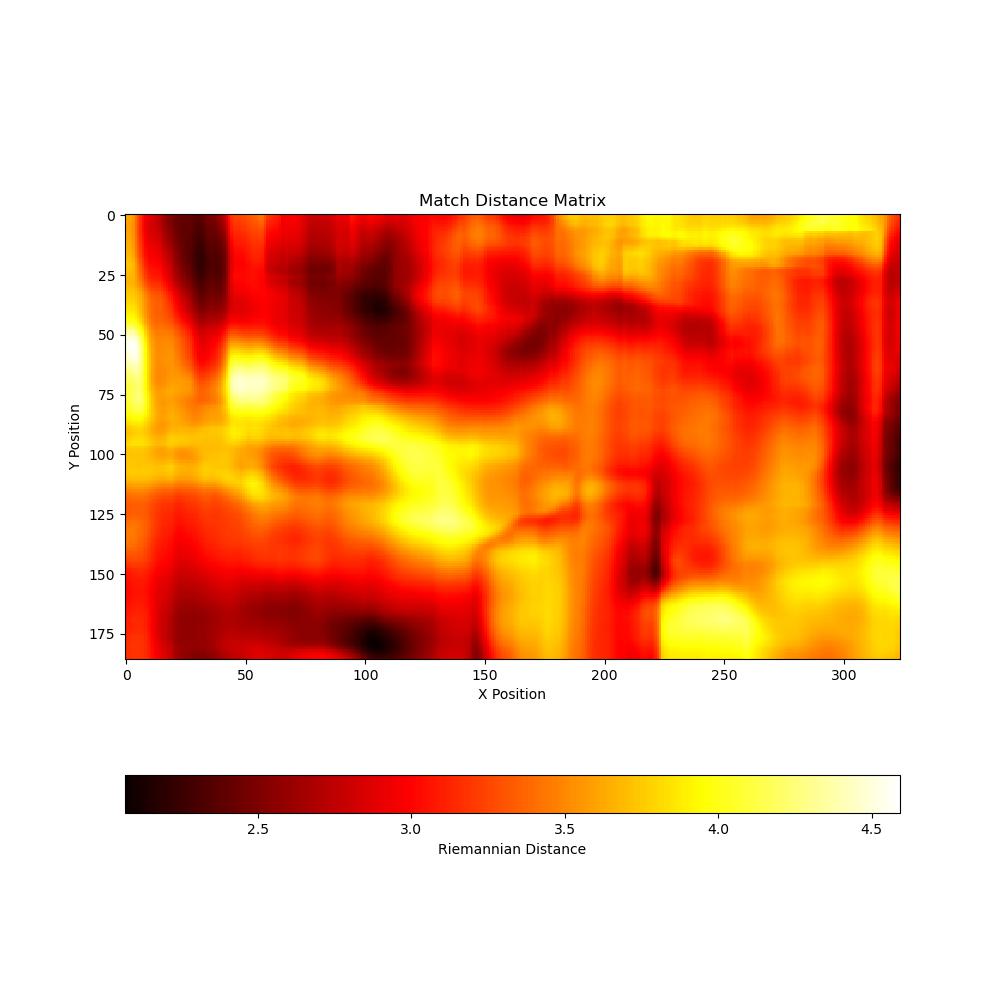 Match Distance Matrix
0
25
50
75
100
125
150
175
Y Position
0 50 100 150 200 250 300
X Position
2.5 3.0 3.5 4.0 4.5
Riemannian Distance